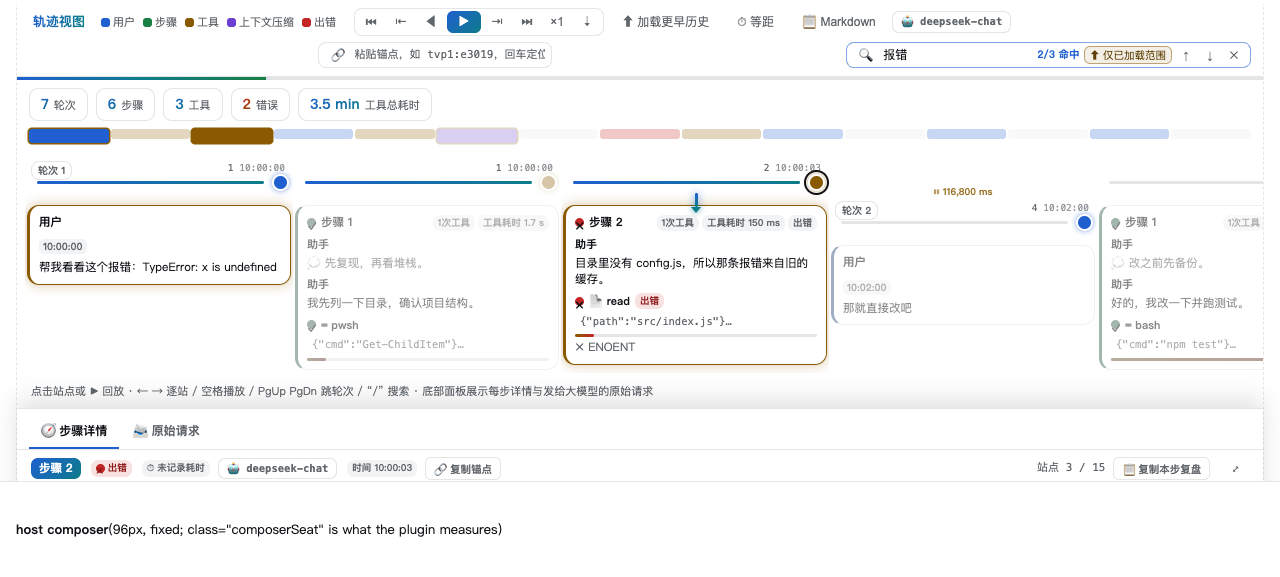 轨迹视图 用户 步骤 工具 上下文压缩 出错 ×1 加载更早历史 等距 Markdown deepseek-chat
粘贴锚点，如 tvp1:e3019，回车定位 报错 2/3 命中 仅已加载范围
7 轮次 6 步骤 3 工具 2 错误 3.5 min 工具总耗时
轮次 1 1 10:00:00 1 10:00:00 2 10:00:03
116,800 ms
轮次 2 4 10:02:00
用户
10:00:00
帮我看看这个报错：TypeError: x is undefined
步骤 1 1次工具 工具耗时 1.7 s
助手
先复现，再看堆栈。
助手
我先列一下目录，确认项目结构。
= pwsh
{"cmd":"Get-ChildItem"}…
步骤 2 1次工具 工具耗时 150 ms 出错
助手
目录里没有 config.js，所以那条报错来自旧的
缓存。
read 出错
{"path":"src/index.js"}…
✕ ENOENT
用户
10:02:00
那就直接改吧
步骤 1 1次工具
助手
改之前先备份。
助手
好的，我改一下并跑测试。
= bash
{"cmd":"npm test"}…
点击站点或 ▶ 回放 · ← → 逐站 / 空格播放 / PgUp PgDn 跳轮次 / “/” 搜索 · 底部面板展示每步详情与发给大模型的原始请求
步骤详情 原始请求
步骤 2 出错 未记录耗时 deepseek-chat 时间 10:00:03 复制锚点 站点 3 / 15 复制本步复盘
host composer(96px, fixed; class="composerSeat" is what the plugin measures)